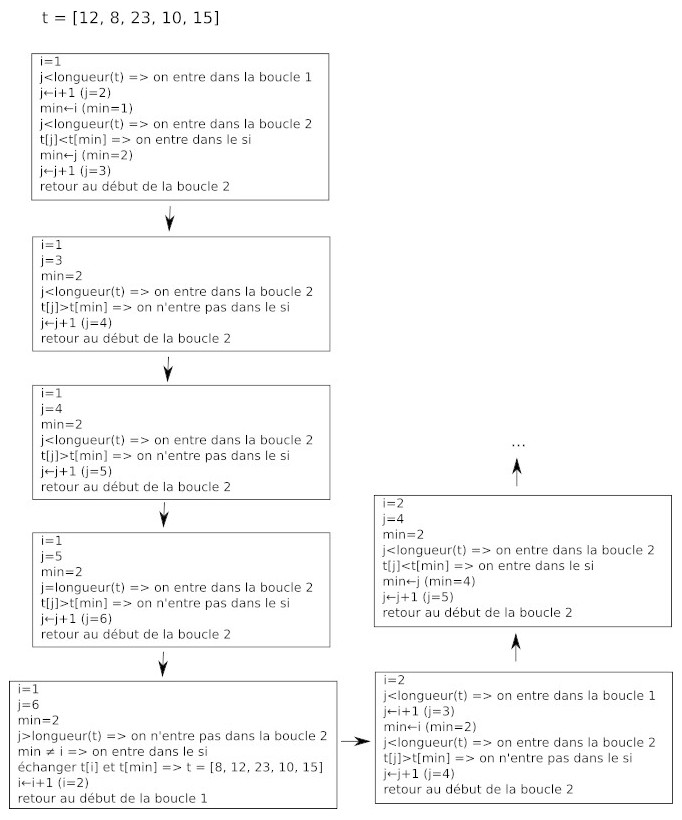 t = [12, 8, 23, 10, 15]
i=1
j<longueur(t) => on entre dans la boucle 1
j←i+1 (j=2)
min←i (min=1)
j<longueur(t) => on entre dans la boucle 2
t[j]<t[min] => on entre dans le si
min←j (min=2)
j←j+1 (j=3)
retour au début de la boucle 2
i=1
j=3
min=2
j<longueur(t) => on entre dans la boucle 2
t[j]>t[min] => on n'entre pas dans le si
j←j+1 (j=4)
retour au début de la boucle 2
i=1
j=4
min=2
j<longueur(t) => on entre dans la boucle 2
t[j]>t[min] => on n'entre pas dans le si
j←j+1 (j=5)
retour au début de la boucle 2
i=1
j=5
min=2
j=longueur(t) => on entre dans la boucle 2
t[j]>t[min] => on n'entre pas dans le si
j←j+1 (j=6)
retour au début de la boucle 2
i=1
j=6
min=2
j>longueur(t) => on n'entre pas dans la boucle 2
min ≠ i => on entre dans le si
échanger t[i] et t[min] => t = [8, 12, 23, 10, 15]
i←i+1 (i=2)
retour au début de la boucle 1
i=2
j<longueur(t) => on entre dans la boucle 1
j←i+1 (j=3)
min←i (min=2)
j<longueur(t) => on entre dans la boucle 2
t[j]>t[min] => on n'entre pas dans le si
j←j+1 (j=4)
retour au début de la boucle 2
i=2
j=4
min=2
j<longueur(t) => on entre dans la boucle 2
t[j]<t[min] => on entre dans le si
min←j (min=4)
j←j+1 (j=5)
retour au début de la boucle 2
...